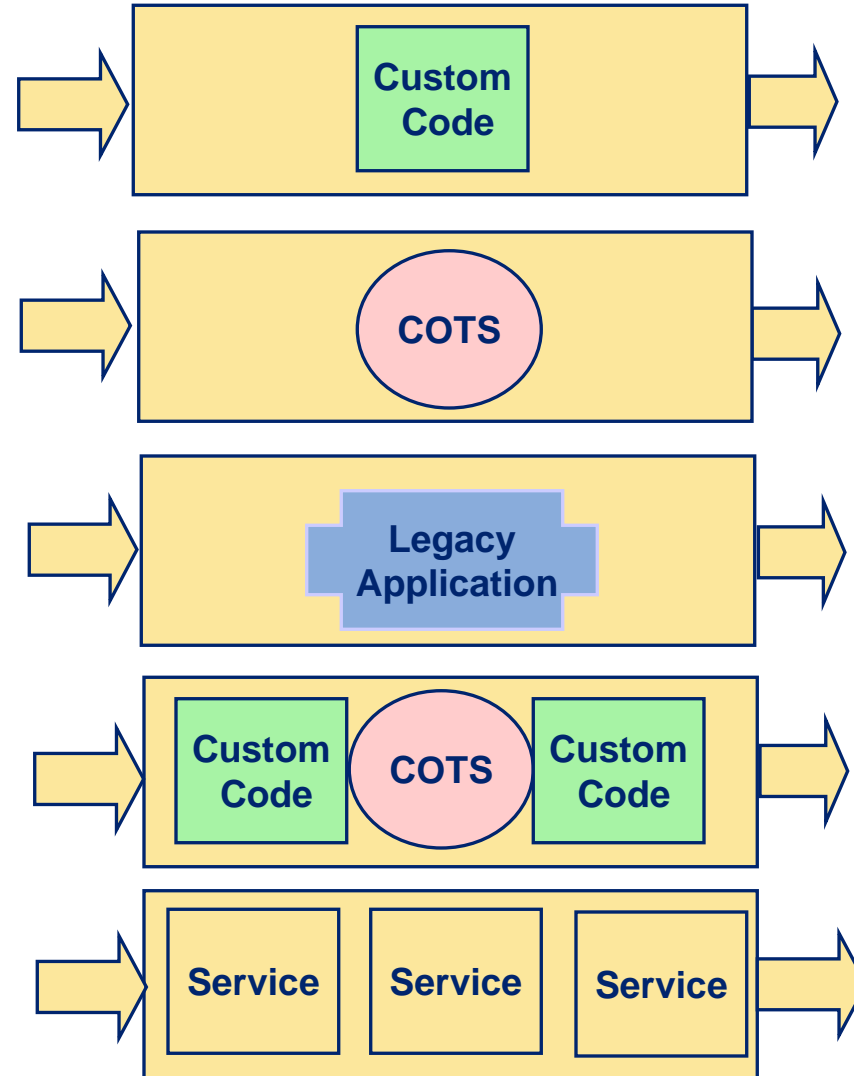 Custom
Code
COTS
Legacy
Application
Custom
Code
COTS
Custom
Code
Service
Service
Service